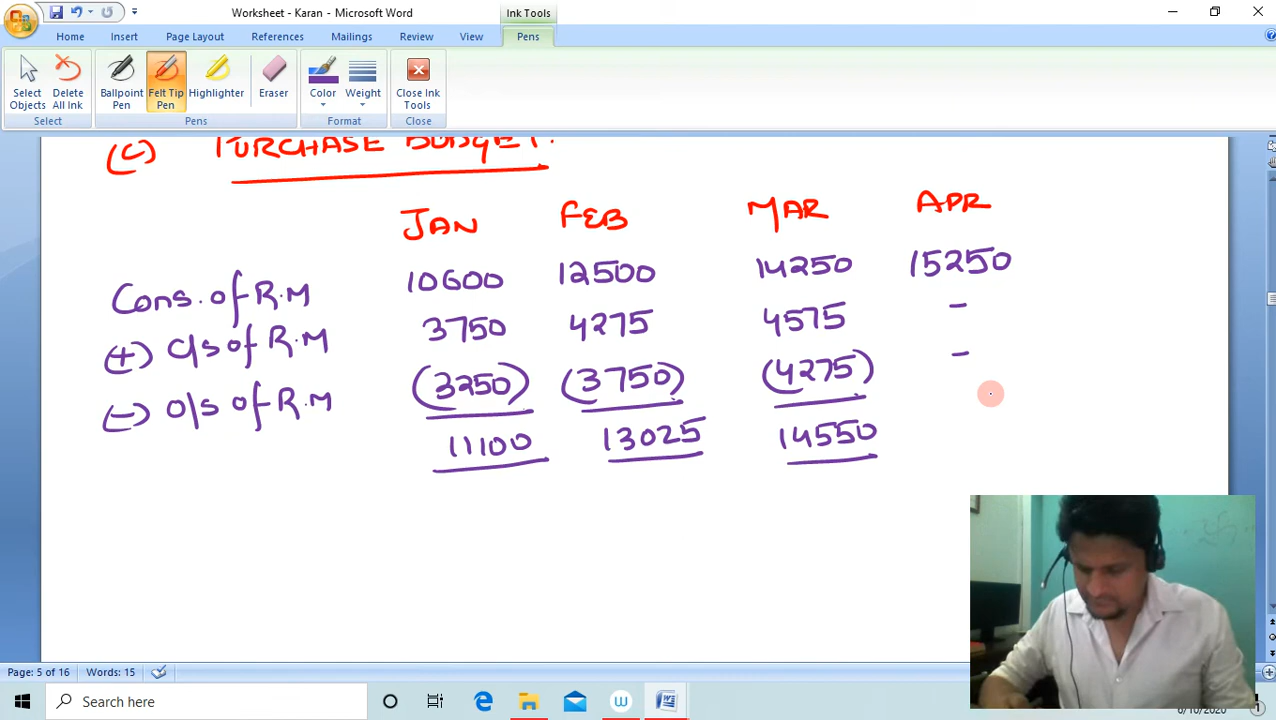 Worksheet - Karan - Microsoft Word
Ink Tools
Home Insert Page Layout References Mailings Review View Pens
Select Objects
Delete All Ink
Ballpoint Pen
Felt Tip Pen
Highlighter
Eraser
Color
Weight
Close Ink Tools
Select Pens Format Close
(C) PURCHASE BUDGET.
JAN FEB MAR APR
Cons. of R.M 10600 12500 14250 15250
(+) c/s of R.M 3750 4275 4575 -
(-) o/s of R.M (3250) (3750) (4275) -
11100 13025 14550
Page: 5 of 16 Words: 15
Search here
6/10/2020